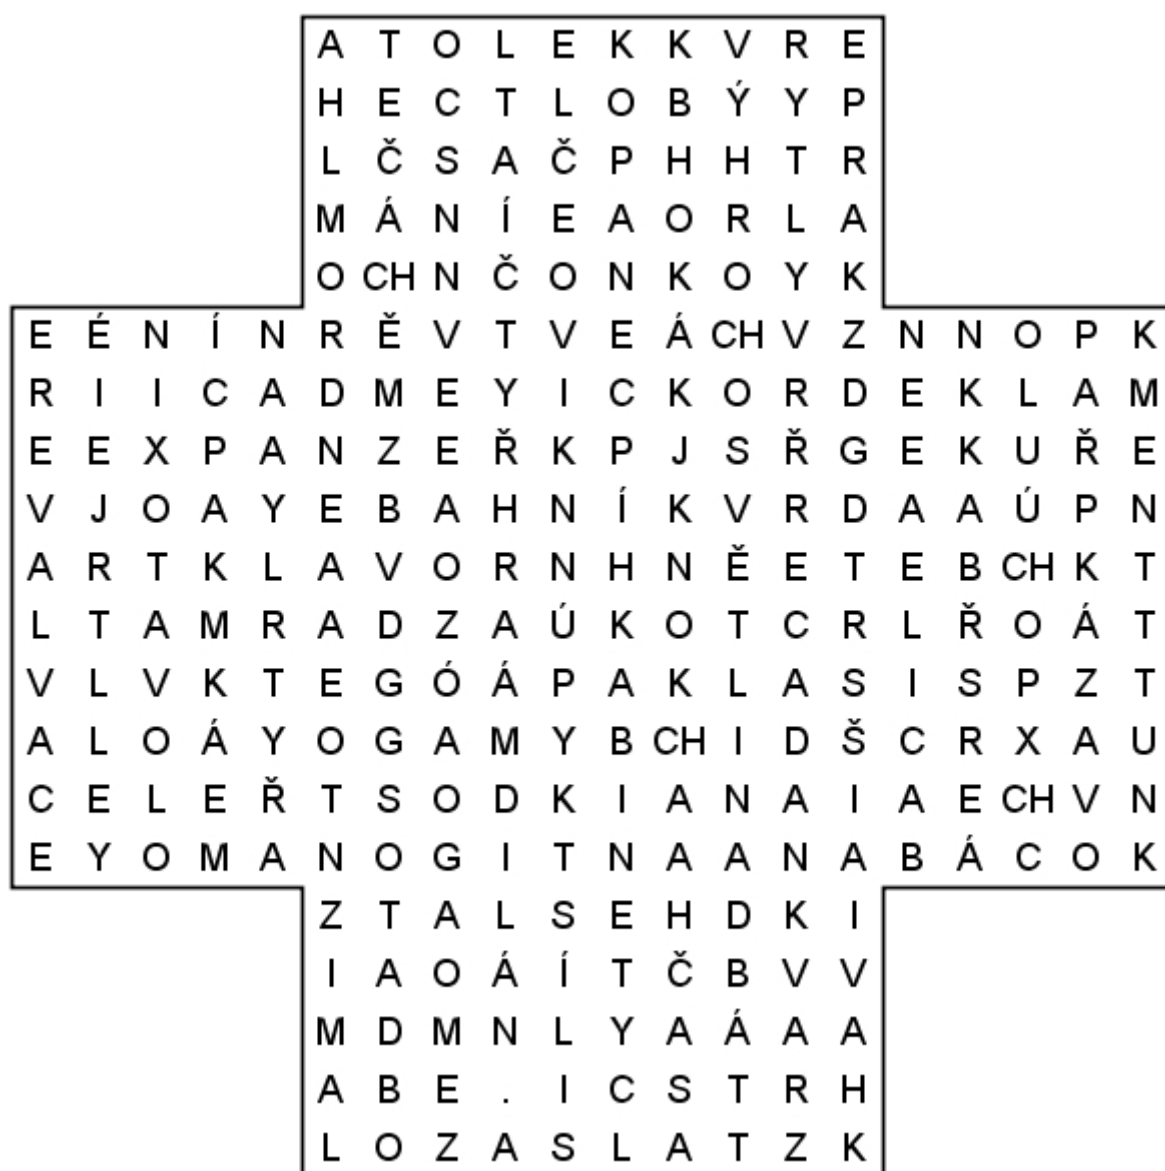 A T O L E K K V R E
H E C T L O B Ý Y P
L Č S A Č P H H T R
M Á N Í E A O R L A
O CH N Č O N K O Y K
E É N Í N R Ě V T V E Á CH V Z N N O P K
R I I C A D M E Y I C K O R D E K L A M
E E X P A N Z E Ř K P J S Ř G E K U Ř E
V J O A Y E B A H N Í K V R D A A Ú P N
A R T K L A V O R N H N Ě E T E B CH K T
L T A M R A D Z A Ú K O T C R L Ř O Á T
V L V K T E G Ó Á P A K L A S I S P Z T
A L O Á Y O G A M Y B CH I D Š C R X A U
C E L E Ř T S O D K I A N A I A E CH V N
E Y O M A N O G I T N A A N A B Á C O K
Z T A L S E H D K I
I A O Á Í T Č B V V
M D M N L Y A Á A A
A B E . I C S T R H
L O Z A S L A T Z K